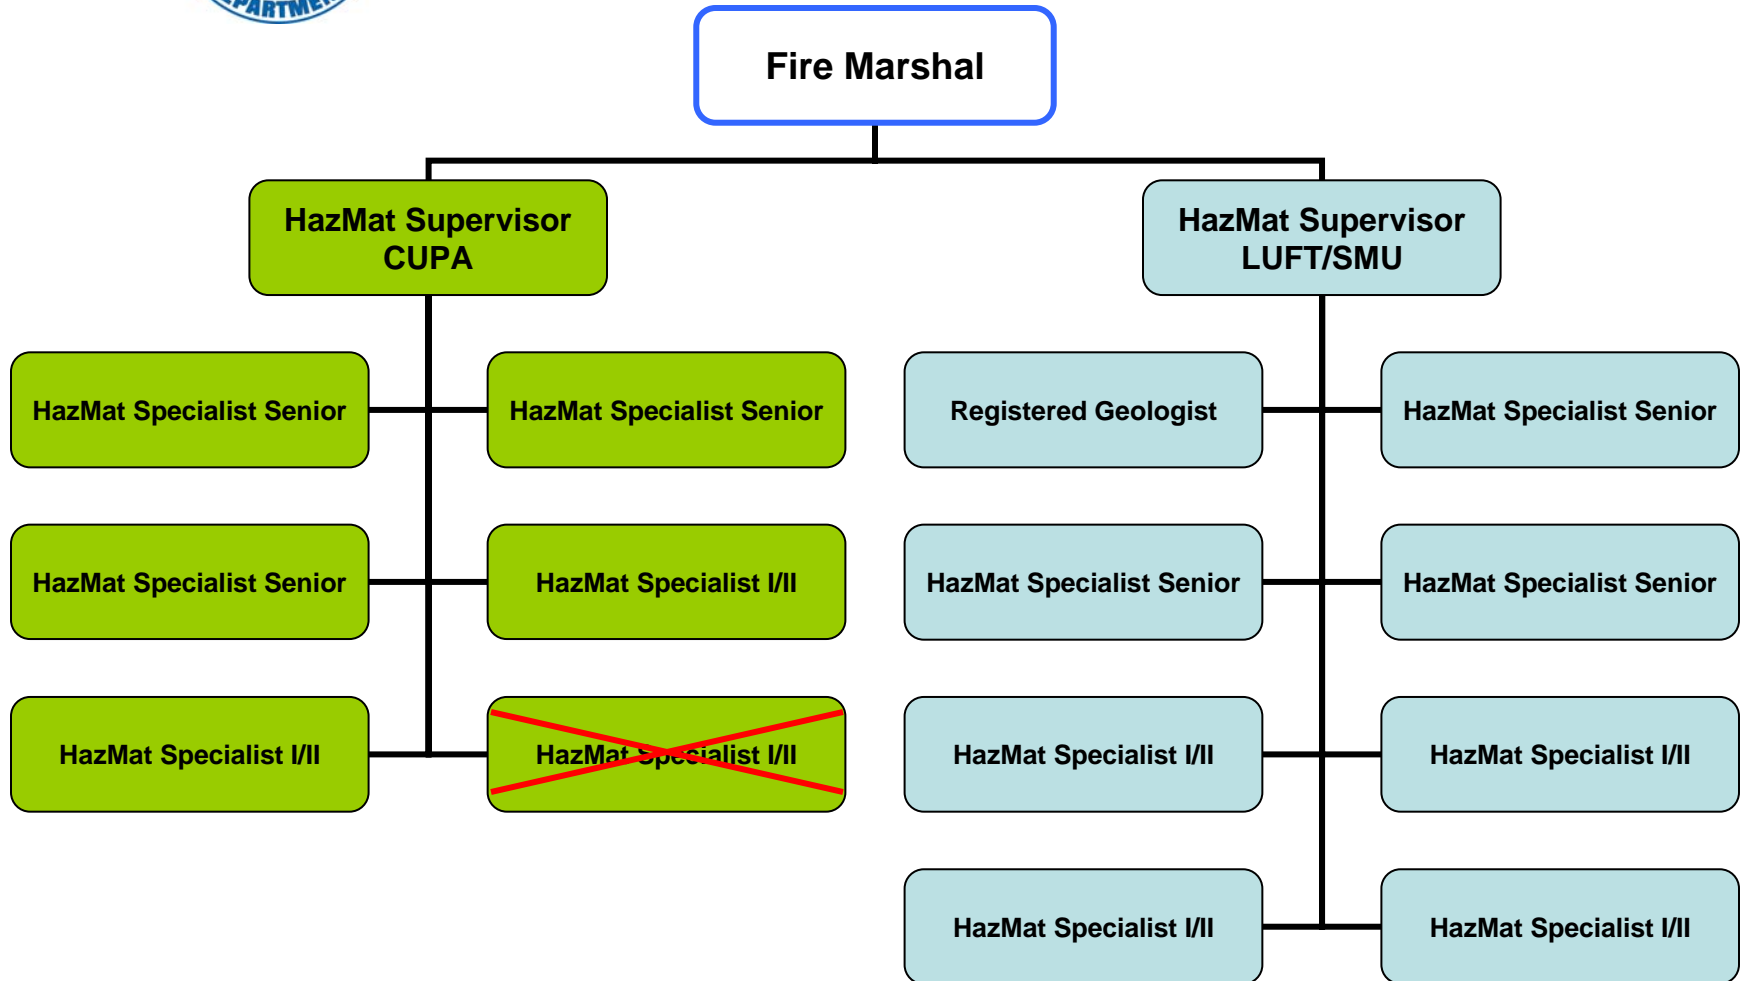 DEPARTMENT
Fire Marshal
HazMat Supervisor
CUPA
HazMat Supervisor
LUFT/SMU
HazMat Specialist Senior
HazMat Specialist Senior
Registered Geologist
HazMat Specialist Senior
HazMat Specialist Senior
HazMat Specialist I/II
HazMat Specialist Senior
HazMat Specialist Senior
HazMat Specialist I/II
HazMat Specialist I/II
HazMat Specialist I/II
HazMat Specialist I/II
HazMat Specialist I/II
HazMat Specialist I/II